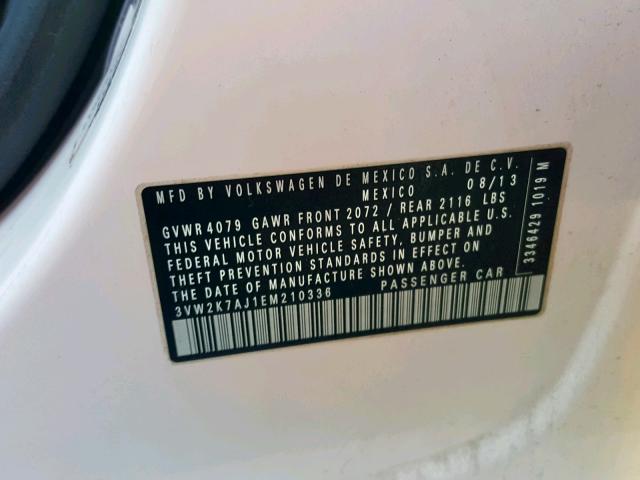 MFD BY VOLKSWAGEN DE MEXICO S.A. DE C.V.
MEXICO 08/13
GVWR 4079 GAWR FRONT 2072 / REAR 2116 LBS
THIS VEHICLE CONFORMS TO ALL APPLICABLE U.S.
FEDERAL MOTOR VEHICLE SAFETY, BUMPER AND
THEFT PREVENTION STANDARDS IN EFFECT ON
THE DATE OF MANUFACTURE SHOWN ABOVE.
3VW2K7AJ1EM210336 PASSENGER CAR
3346429 1019 M